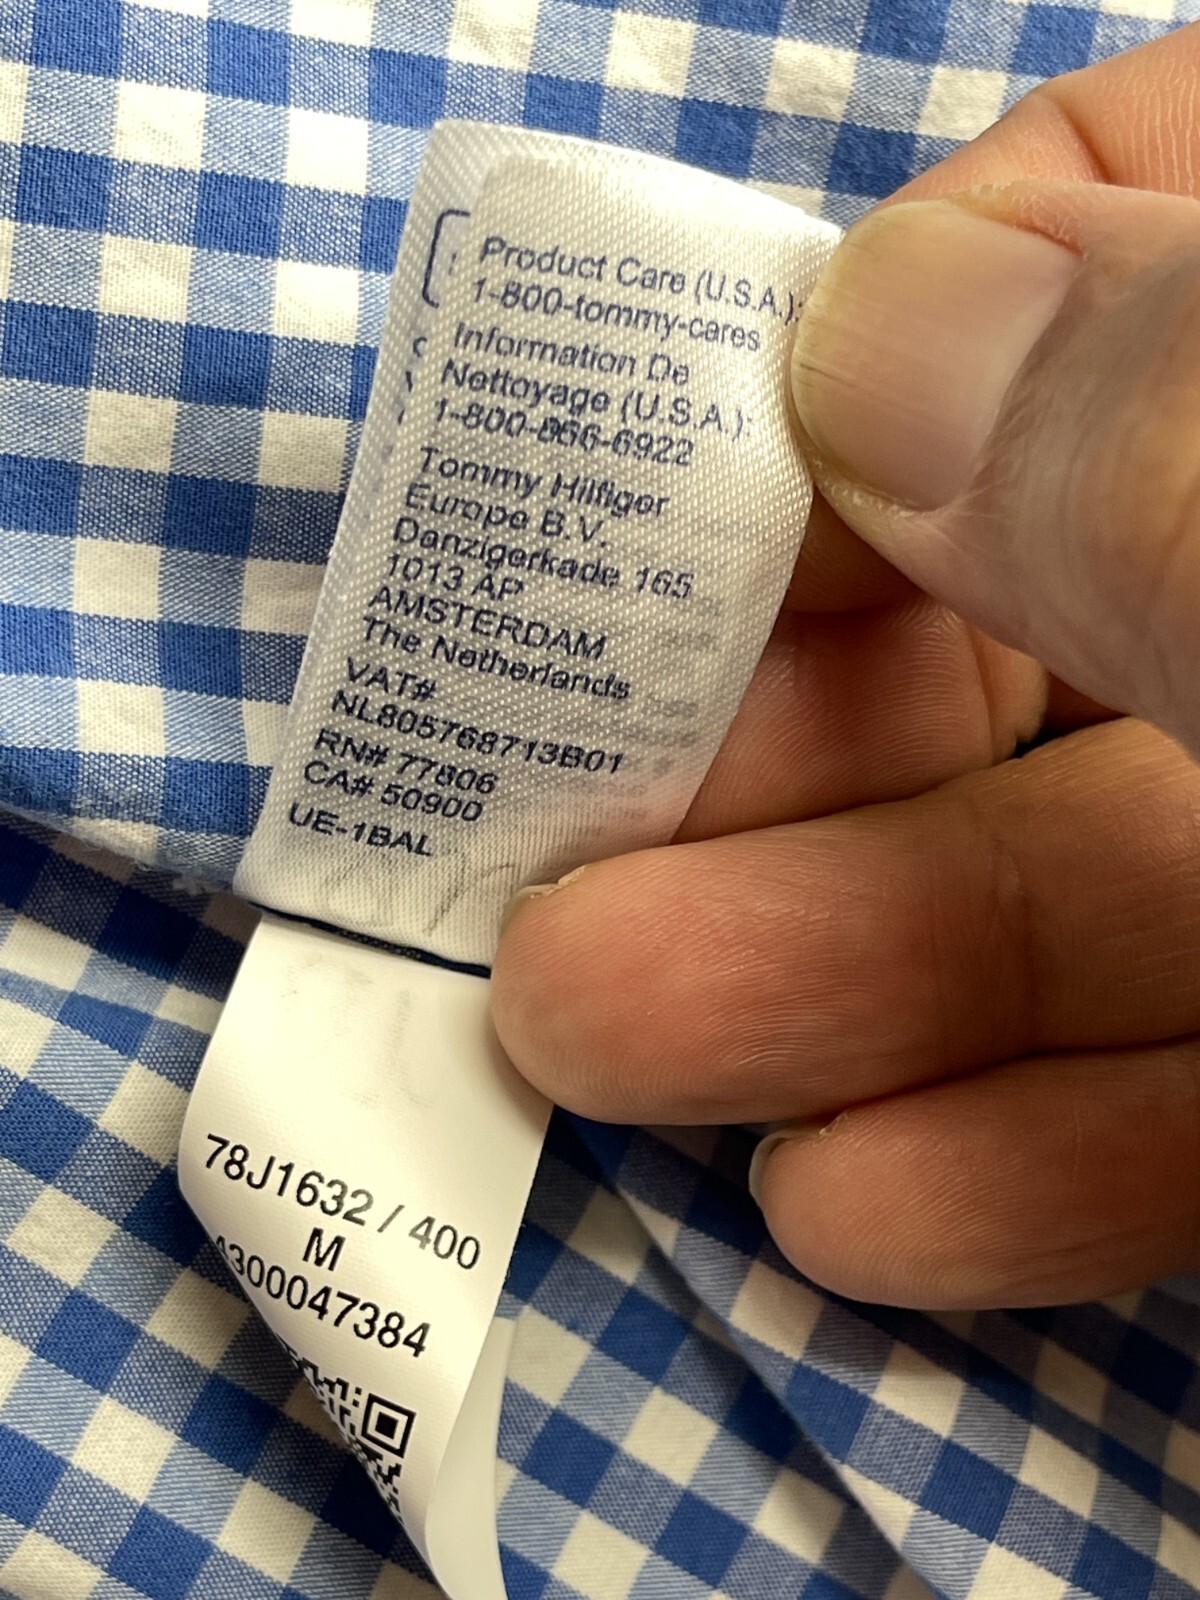 Product Care (U.S.A.):
1-800-tommy-cares
Information De
Nettoyage (U.S.A.):
1-800-866-6922
Tommy Hilfiger
Europe B.V.
Danzigerkade 165
1013 AP
AMSTERDAM
The Netherlands
VAT#
NL805768713B01
RN# 77806
CA# 50900
UE-1BAL
78J1632 / 400
M
4300047384